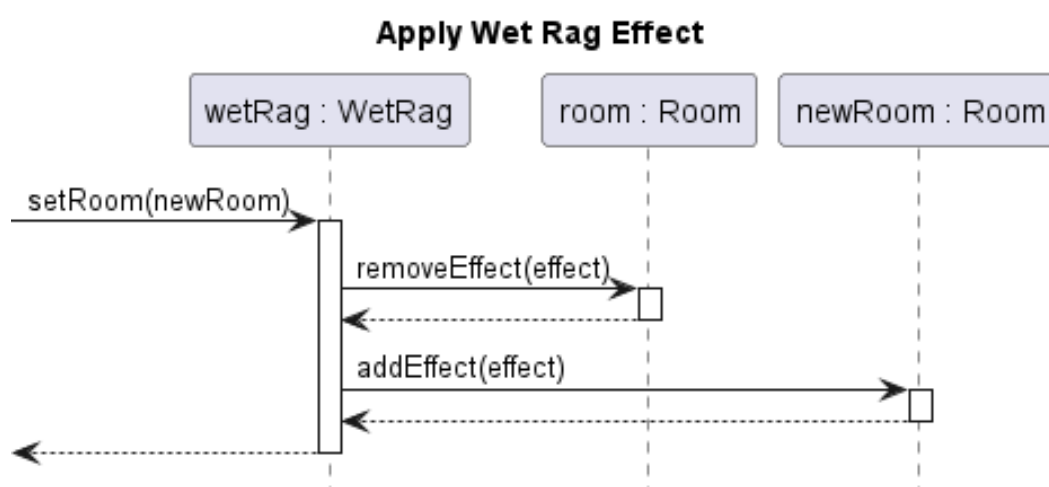 Apply Wet Rag Effect
wetRag : WetRag
room : Room
newRoom : Room
setRoom(newRoom)
removeEffect(effect)
addEffect(effect)